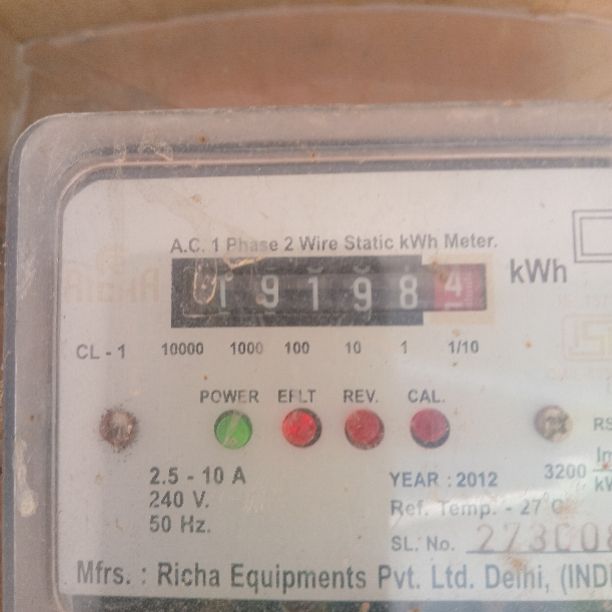 A.C. 1 Phase 2 Wire Static kWh Meter.
19198 4 kWh
CL - 1 10000 1000 100 10 1 1/10
POWER EFLT REV. CAL.
2.5 - 10 A
240 V.
50 Hz.
YEAR : 2012 3200
Ref. Temp. - 27°C
SL. No.
Mfrs. : Richa Equipments Pvt. Ltd. Delhi, (INDI